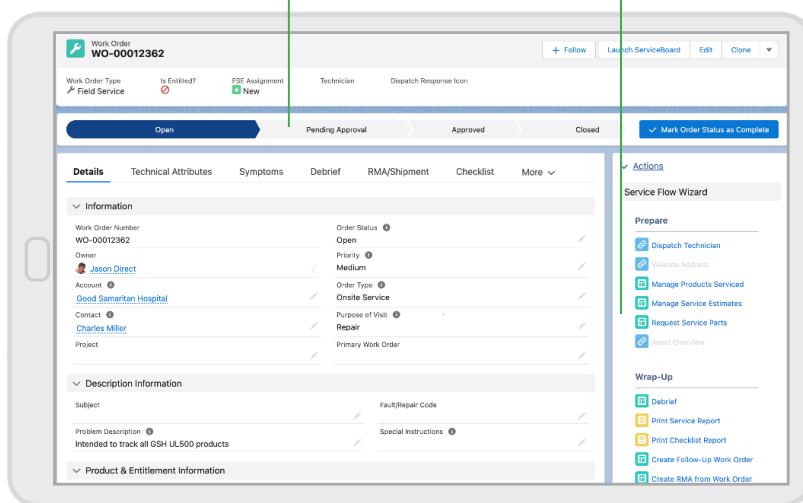 Work Order
WO-00012362
+ Follow
Launch ServiceBoard
Edit
Clone
Work Order Type
Is Entitled?
FSE Assignment
Technician
Dispatch Response Icon
Field Service
New
Open
Pending Approval
Approved
Closed
Mark Order Status as Complete
Details
Technical Attributes
Symptoms
Debrief
RMA/Shipment
Checklist
More
Information
Work Order Number
WO-00012362
Order Status
Open
Owner
Jason Direct
Priority
Medium
Account
Good Samaritan Hospital
Order Type
Onsite Service
Contact
Charles Miller
Purpose of Visit
Repair
Project
Primary Work Order
Description Information
Subject
Fault/Repair Code
Problem Description
Intended to track all GSH UL500 products
Special Instructions
Product & Entitlement Information
Actions
Service Flow Wizard
Prepare
Dispatch Technician
Validate Address
Manage Products Serviced
Manage Service Estimates
Request Service Parts
Asset Overview
Wrap-Up
Debrief
Print Service Report
Print Checklist Report
Create Follow-Up Work Order
Create RMA from Work Order